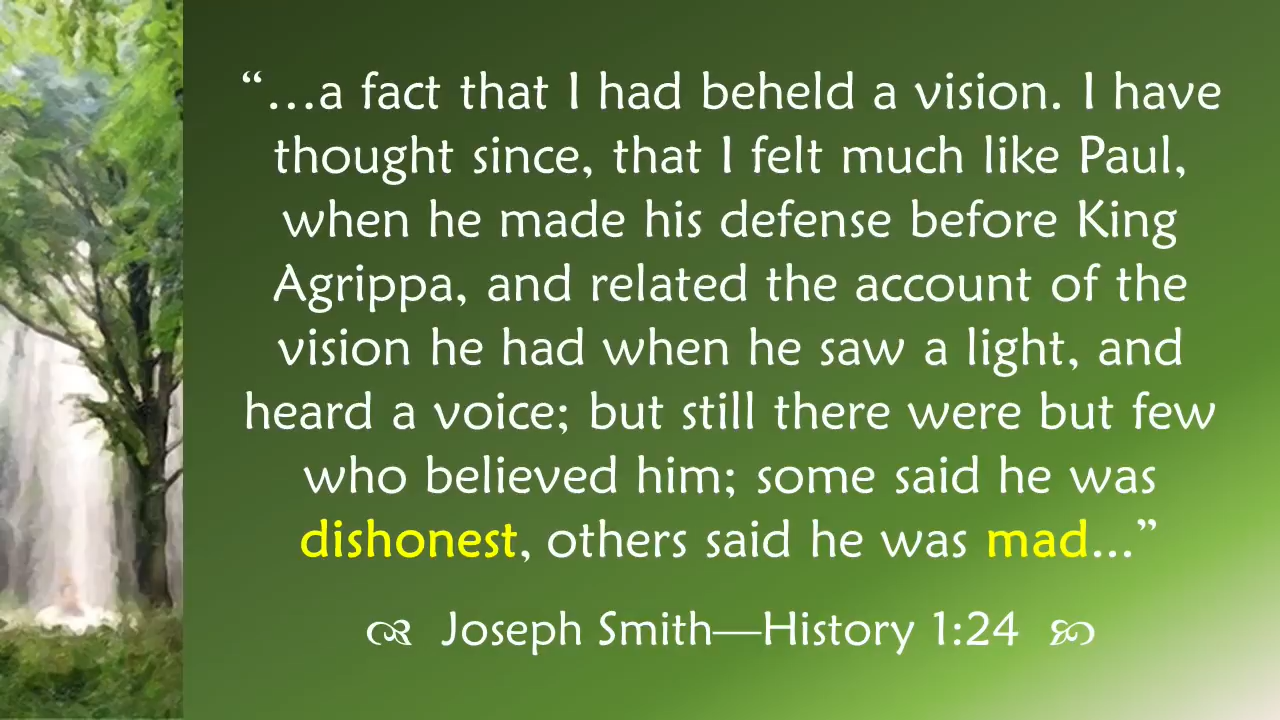 “…a fact that I had beheld a vision. I have
thought since, that I felt much like Paul,
when he made his defense before King
Agrippa, and related the account of the
vision he had when he saw a light, and
heard a voice; but still there were but few
who believed him; some said he was
dishonest, others said he was mad…”
Joseph Smith—History 1:24